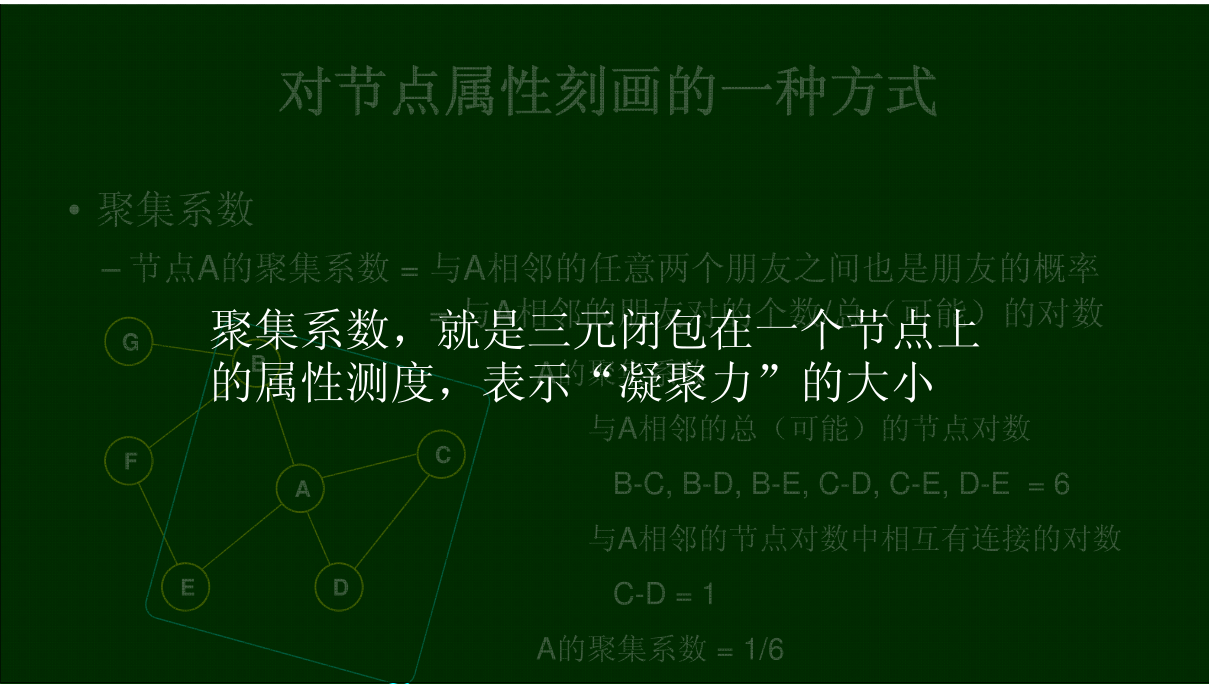 对节点属性刻画的一种方式
• 聚集系数
– 节点A的聚集系数 = 与A相邻的任意两个朋友之间也是朋友的概率
= 与A相邻的朋友对的个数/总（可能）的对数
聚集系数，就是三元闭包在一个节点上
的属性测度，表示“凝聚力”的大小
A的聚集系数
与A相邻的总（可能）的节点对数
B-C, B-D, B-E, C-D, C-E, D-E = 6
与A相邻的节点对数中相互有连接的对数
C-D = 1
A的聚集系数 = 1/6
G
B
F
C
A
E
D